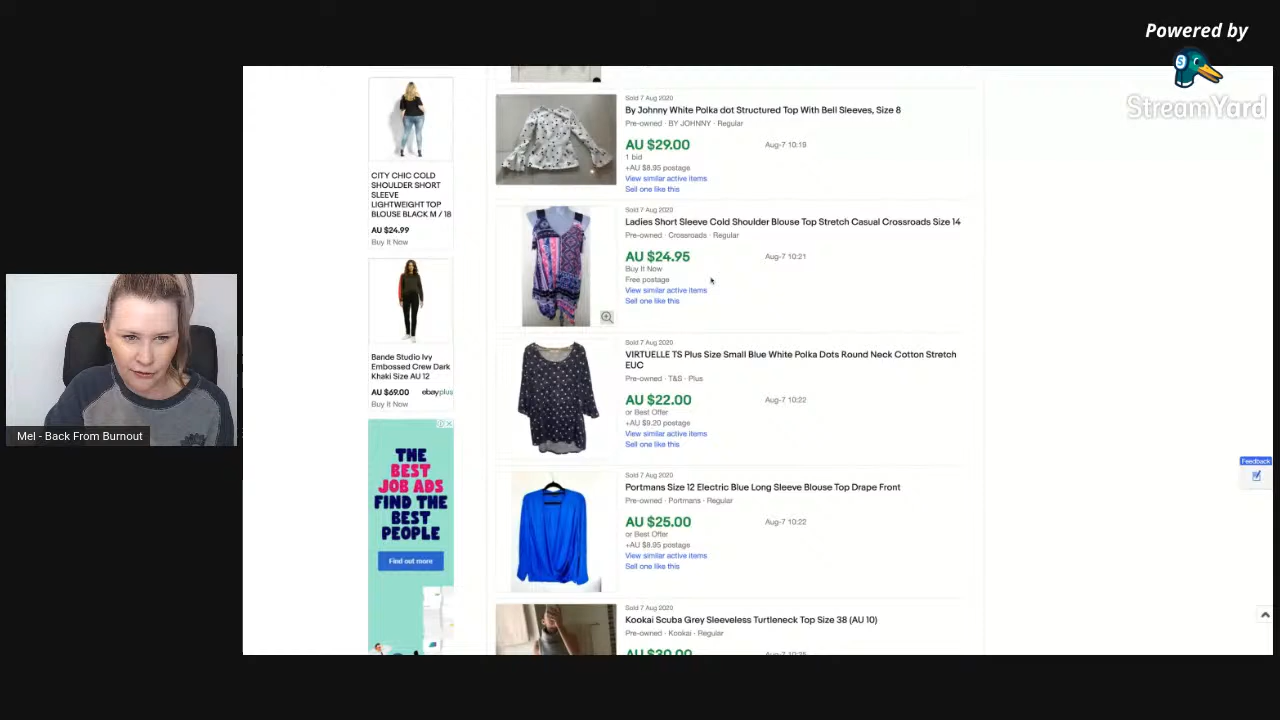 Powered by
StreamYard
CITY CHIC COLD
SHOULDER SHORT
SLEEVE
LIGHTWEIGHT TOP
BLOUSE BLACK M / 18
AU $24.99
Buy It Now
Bande Studio Ivy
Embossed Crew Dark
Khaki Size AU 12
AU $69.00 ebayplus
Buy It Now
THE
BEST
JOB ADS
FIND THE
BEST
PEOPLE
Find out more
Sold 7 Aug 2020
By Johnny White Polka dot Structured Top With Bell Sleeves, Size 8
Pre-owned · BY JOHNNY · Regular
AU $29.00 Aug-7 10:19
1 bid
+AU $8.95 postage
View similar active items
Sell one like this
Sold 7 Aug 2020
Ladies Short Sleeve Cold Shoulder Blouse Top Stretch Casual Crossroads Size 14
Pre-owned · Crossroads · Regular
AU $24.95 Aug-7 10:21
Buy It Now
Free postage
View similar active items
Sell one like this
Sold 7 Aug 2020
VIRTUELLE TS Plus Size Small Blue White Polka Dots Round Neck Cotton Stretch
EUC
Pre-owned · T&S · Plus
AU $22.00 Aug-7 10:22
or Best Offer
+AU $9.20 postage
View similar active items
Sell one like this
Sold 7 Aug 2020
Portmans Size 12 Electric Blue Long Sleeve Blouse Top Drape Front
Pre-owned · Portmans · Regular
AU $25.00 Aug-7 10:22
or Best Offer
+AU $8.95 postage
View similar active items
Sell one like this
Sold 7 Aug 2020
Kookai Scuba Grey Sleeveless Turtleneck Top Size 38 (AU 10)
Pre-owned · Kookai · Regular
AU $30.00 Aug-7 10:25
Feedback
Mel - Back From Burnout